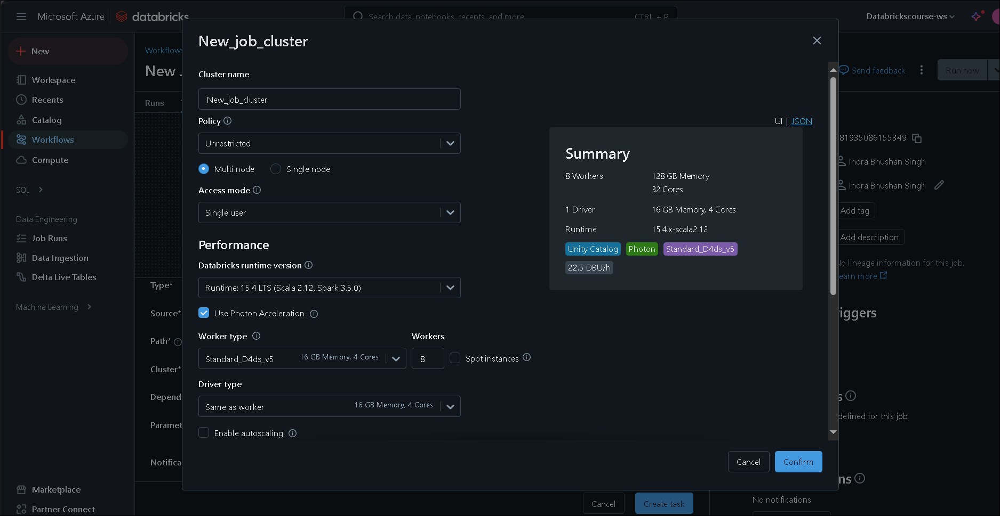 Microsoft Azure
databricks
Search data, notebooks, recents, and more...
CTRL + P
Databrickscourse-ws
New
Workspace
Recents
Catalog
Workflows
Compute
SQL
Data Engineering
Job Runs
Data Ingestion
Delta Live Tables
Machine Learning
Marketplace
Partner Connect
Workflows
New
Runs
Type*
Source*
Path*
Cluster*
Depend
Paramet
Notifica
New_job_cluster
Cluster name
New_job_cluster
Policy
Unrestricted
Multi node
Single node
Access mode
Single user
Performance
Databricks runtime version
Runtime: 15.4 LTS (Scala 2.12, Spark 3.5.0)
Use Photon Acceleration
Worker type
Workers
Standard_D4ds_v5
16 GB Memory, 4 Cores
8
Spot instances
Driver type
Same as worker
16 GB Memory, 4 Cores
Enable autoscaling
UI | JSON
Summary
8 Workers
128 GB Memory
32 Cores
1 Driver
16 GB Memory, 4 Cores
Runtime
15.4.x-scala2.12
Unity Catalog
Photon
Standard_D4ds_v5
22.5 DBU/h
Cancel
Confirm
Send feedback
Run now
81935086155349
Indra Bhushan Singh
Indra Bhushan Singh
Add tag
Add description
No lineage information for this job.
earn more
riggers
s
defined for this job
ns
No notifications
Cancel
Create task